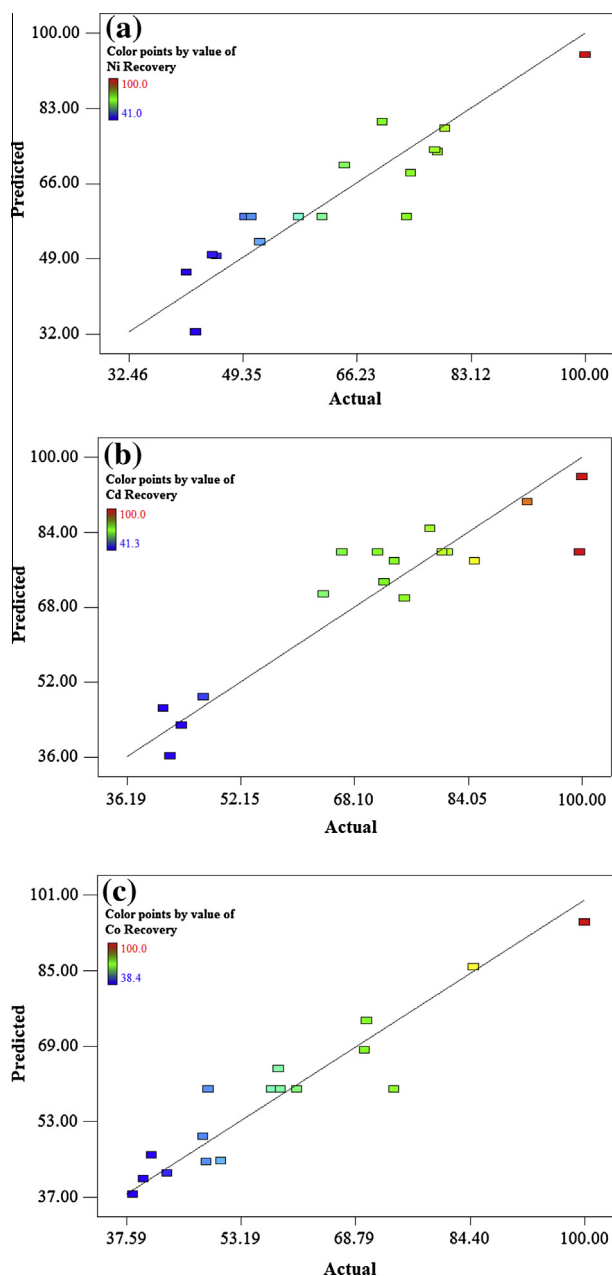 (a)
Color points by value of
Ni Recovery
100.0
41.0
100.00
83.00
66.00
49.00
32.00
Predicted
32.46 49.35 66.23 83.12 100.00
Actual
(b)
Color points by value of
Cd Recovery
100.0
41.3
100.00
84.00
68.00
52.00
36.00
Predicted
36.19 52.15 68.10 84.05 100.00
Actual
(c)
Color points by value of
Co Recovery
100.0
38.4
101.00
85.00
69.00
53.00
37.00
Predicted
37.59 53.19 68.79 84.40 100.00
Actual